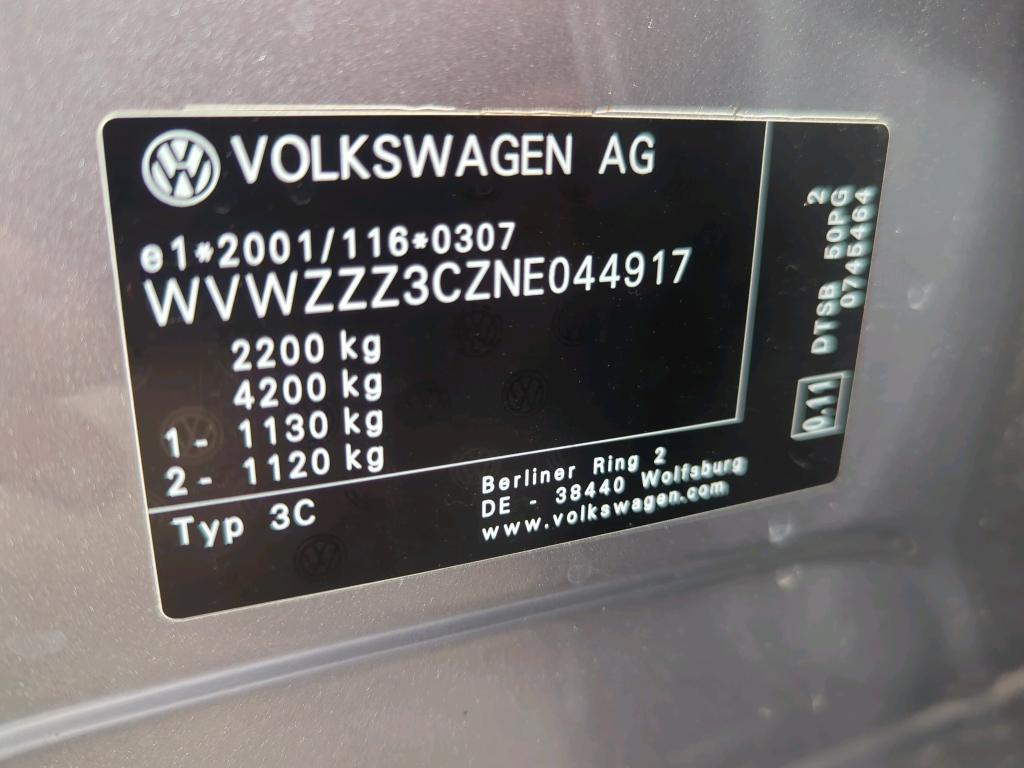 VOLKSWAGEN AG
e1*2001/116*0307
WVWZZZ3CZNE044917
2200 kg
4200 kg
1- 1130 kg
2- 1120 kg
Typ 3C
Berliner Ring 2
DE - 38440 Wolfsburg
www.volkswagen.com
2
DTSB 50PG
0745464
0.11